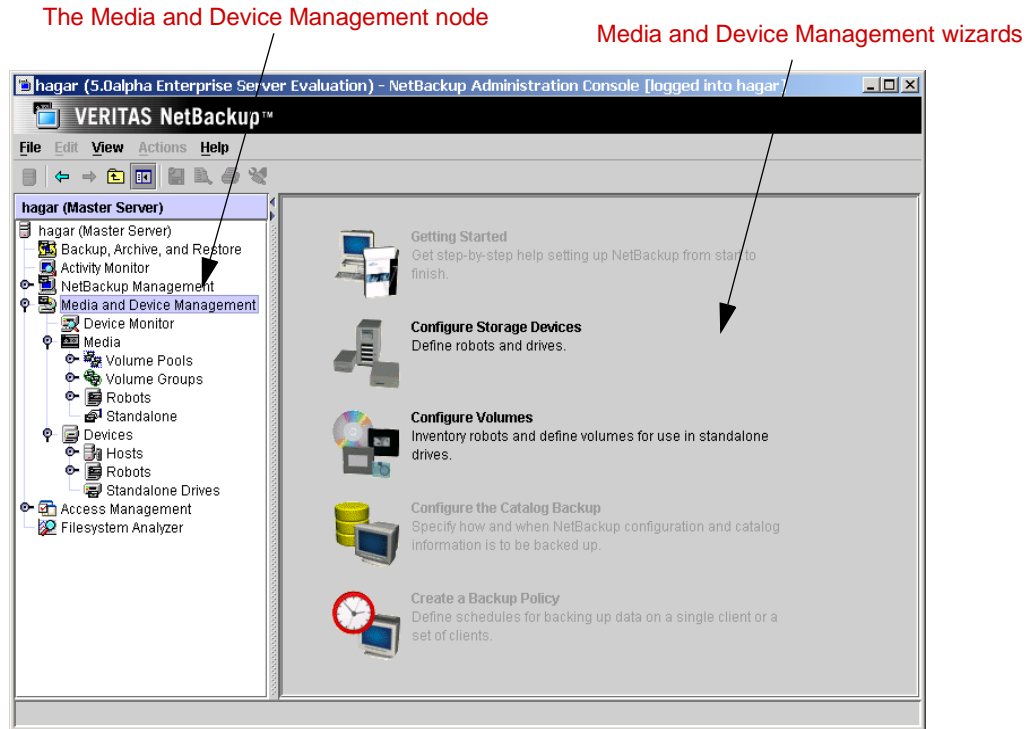 The Media and Device Management node
Media and Device Management wizards
hagar (5.0alpha Enterprise Server Evaluation) - NetBackup Administration Console [logged into hagar]
VERITAS NetBackup™
File Edit View Actions Help
hagar (Master Server)
hagar (Master Server)
Backup, Archive, and Restore
Activity Monitor
NetBackup Management
Media and Device Management
Device Monitor
Media
Volume Pools
Volume Groups
Robots
Standalone
Devices
Hosts
Robots
Standalone Drives
Access Management
Filesystem Analyzer
Getting Started
Get step-by-step help setting up NetBackup from start to
finish.
Configure Storage Devices
Define robots and drives.
Configure Volumes
Inventory robots and define volumes for use in standalone
drives.
Configure the Catalog Backup
Specify how and when NetBackup configuration and catalog
information is to be backed up.
Create a Backup Policy
Define schedules for backing up data on a single client or a
set of clients.